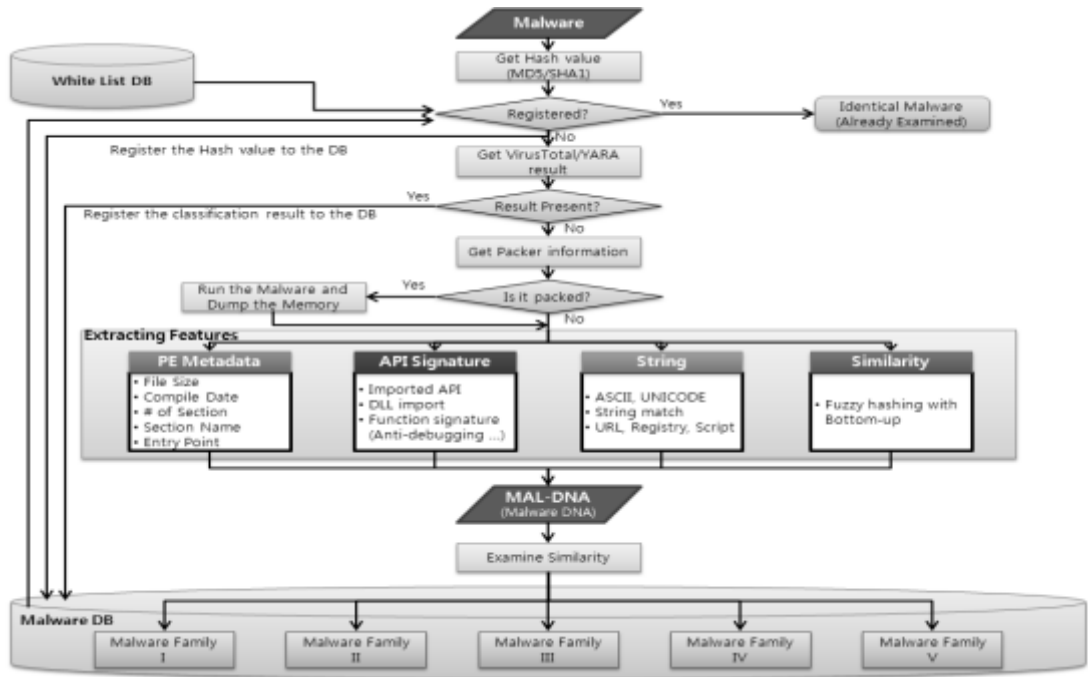 Malware
Get Hash value
(MD5/SHA1)
White List DB
Registered?
Yes
Identical Malware
(Already Examined)
No
Register the Hash value to the DB
Get VirusTotal/YARA
result
Yes
Result Present?
Register the classification result to the DB
No
Get Packer information
Yes
Run the Malware and
Dump the Memory
Is it packed?
No
Extracting Features
PE Metadata
• File Size
• Compile Date
• # of Section
• Section Name
• Entry Point
API Signature
• Imported API
• DLL import
• Function signature
(Anti-debugging ...)
String
• ASCII, UNICODE
• String match
• URL, Registry, Script
Similarity
• Fuzzy hashing with
Bottom-up
MAL-DNA
(Malware DNA)
Examine Similarity
Malware DB
Malware Family
I
Malware Family
II
Malware Family
III
Malware Family
IV
Malware Family
V